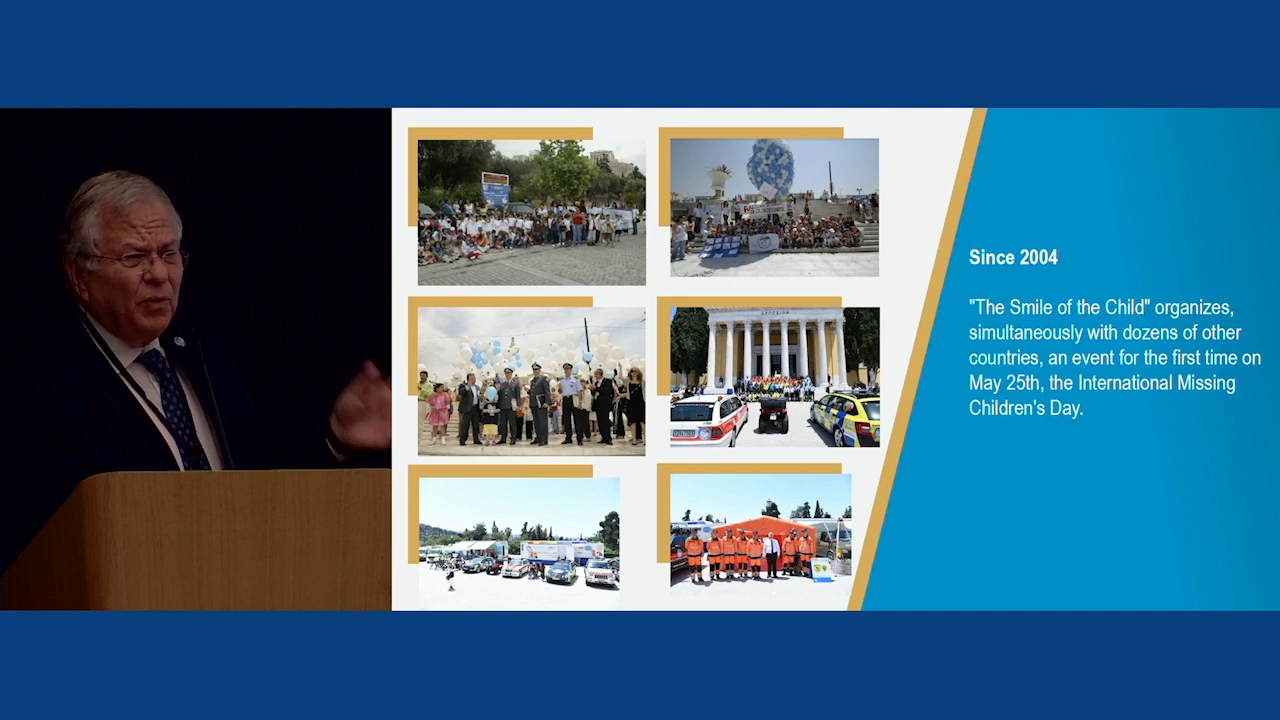 Since 2004
"The Smile of the Child" organizes,
simultaneously with dozens of other
countries, an event for the first time on
May 25th, the International Missing
Children's Day.